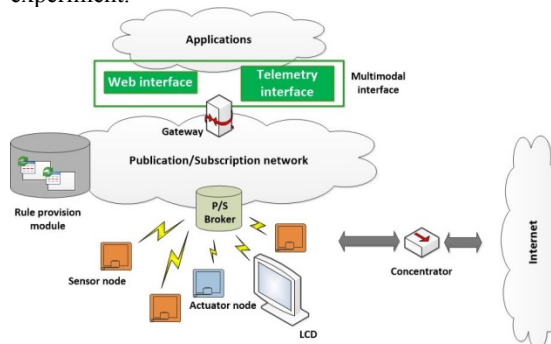 experiment.
Applications
Web interface
Telemetry
interface
Multimodal
interface
Gateway
Publication/Subscription network
Rule provision
module
P/S
Broker
Sensor node
Actuator node
LCD
Concentrator
Internet